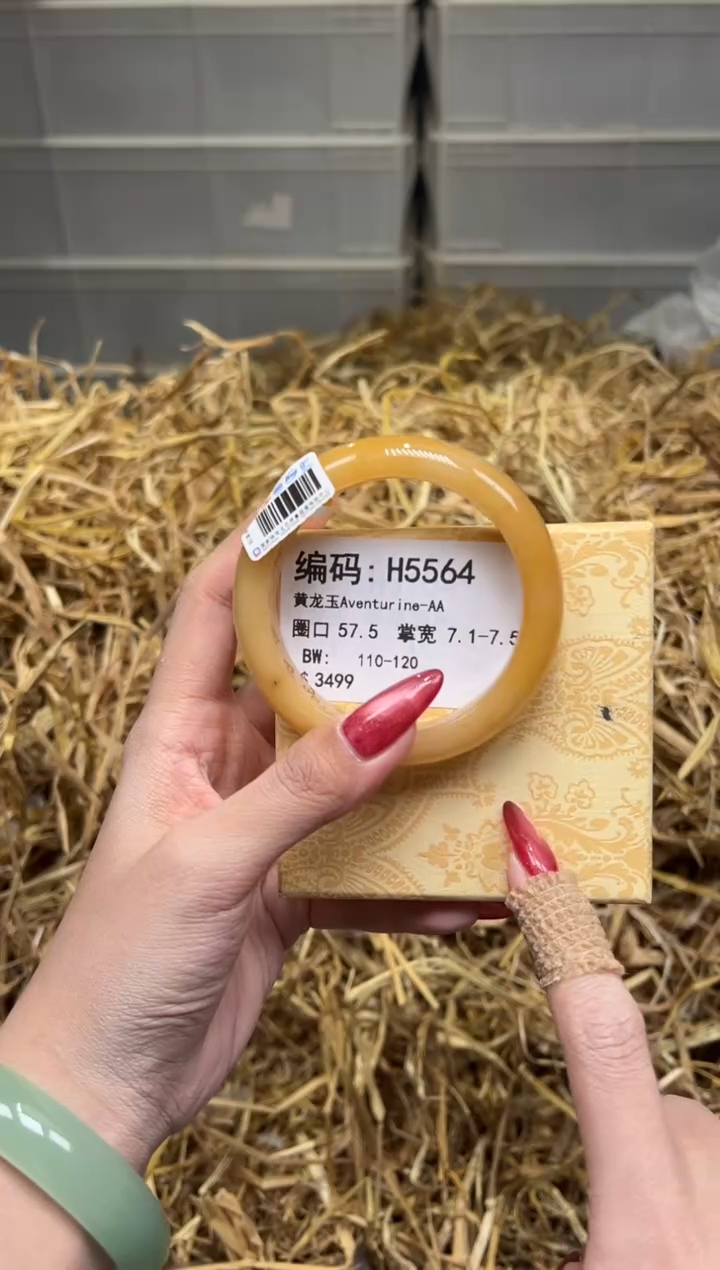 编码: H5564
黄龙玉Aventurine-AA
圈口 57.5 掌宽 7.1-7.5
BW: 110-120
$ 3499